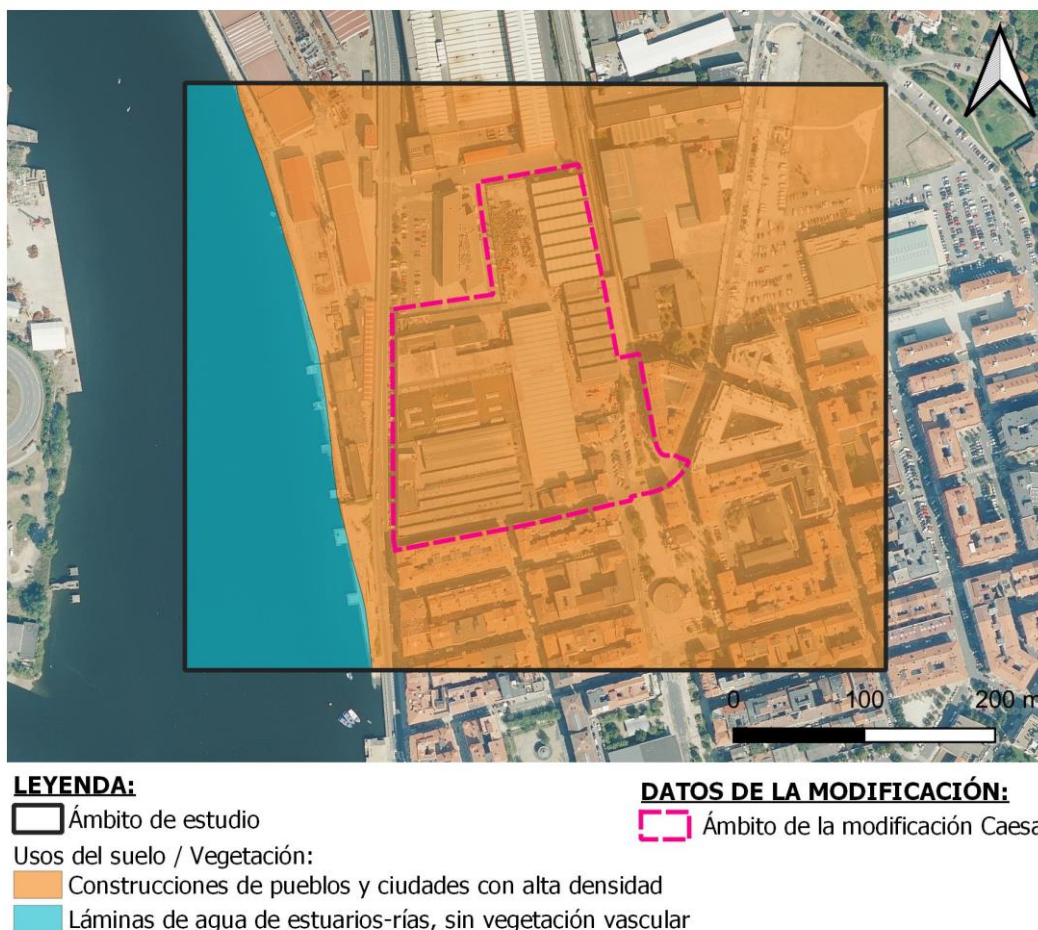 0 100 200 m
LEYENDA:
Ámbito de estudio
Usos del suelo / Vegetación:
Construcciones de pueblos y ciudades con alta densidad
Láminas de agua de estuarios-rías, sin vegetación vascular
DATOS DE LA MODIFICACIÓN:
Ámbito de la modificación Caesa